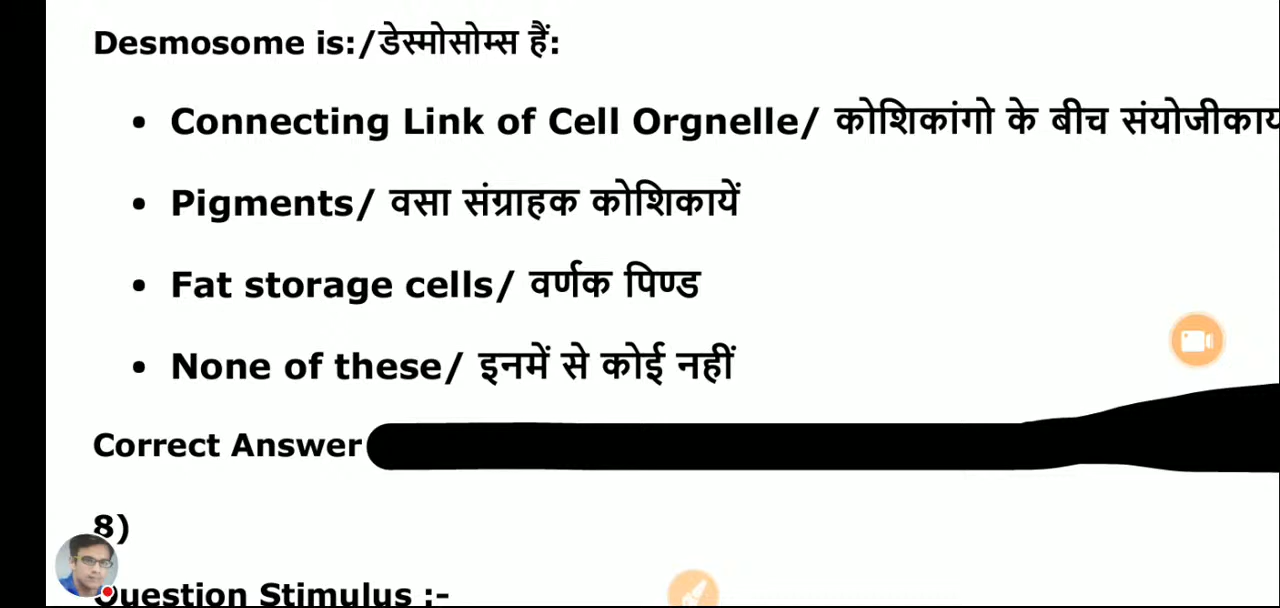 Desmosome is:/डेस्मोसोम्स हैं:
• Connecting Link of Cell Orgnelle/ कोशिकांगो के बीच संयोजीकाय
• Pigments/ वसा संग्राहक कोशिकायें
• Fat storage cells/ वर्णक पिण्ड
• None of these/ इनमें से कोई नहीं
Correct Answer
8)
Question Stimulus :-